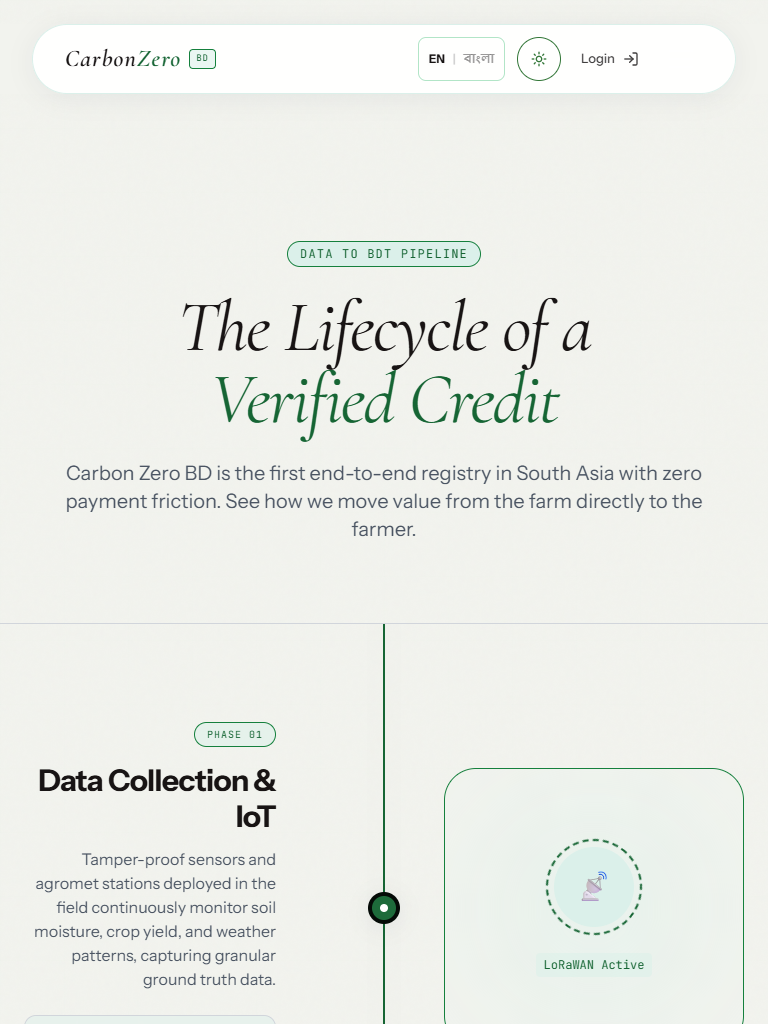 CarbonZero BD
EN | বাংলা
Login
DATA TO BDT PIPELINE
The Lifecycle of a
Verified Credit
Carbon Zero BD is the first end-to-end registry in South Asia with zero
payment friction. See how we move value from the farm directly to the
farmer.
PHASE 01
Data Collection &
IoT
Tamper-proof sensors and
agromet stations deployed in the
field continuously monitor soil
moisture, crop yield, and weather
patterns, capturing granular
ground truth data.
LoRaWAN Active